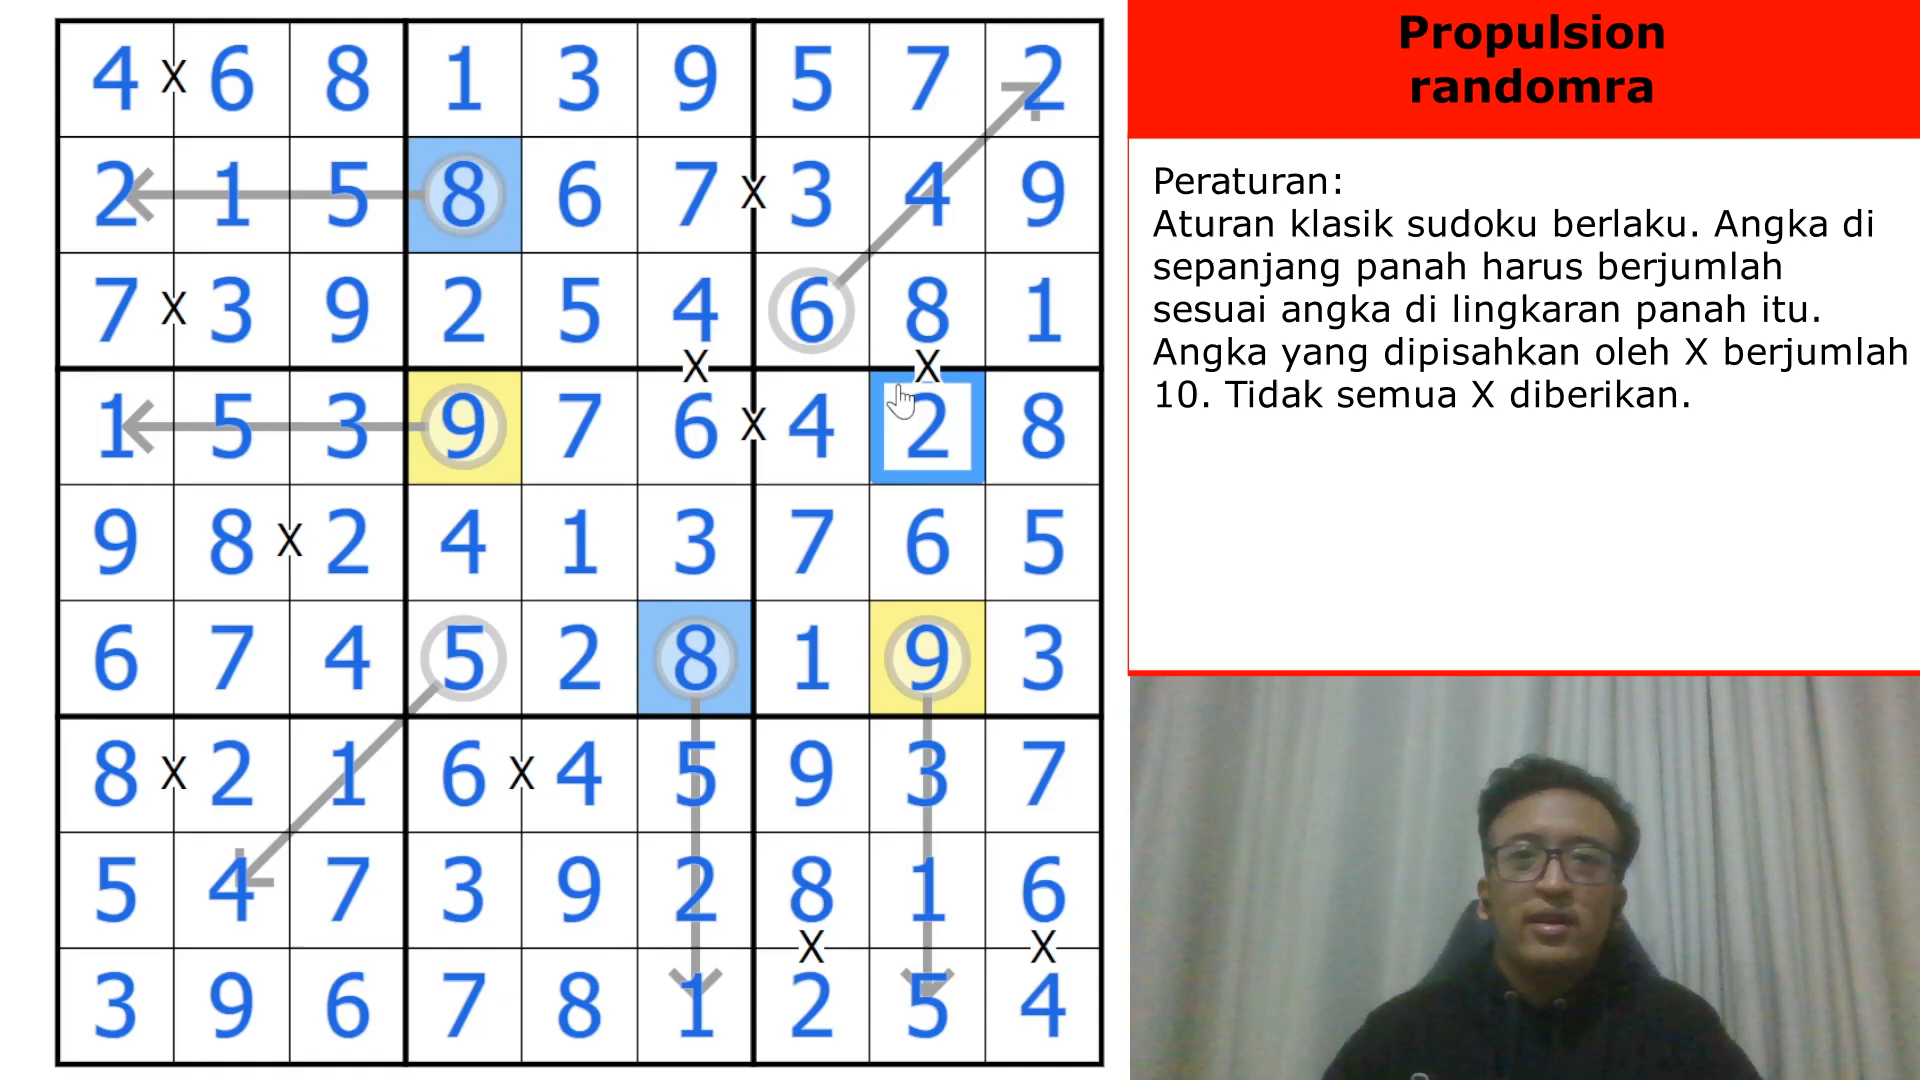 Propulsion
randomra
Peraturan:
Aturan klasik sudoku berlaku. Angka di
sepanjang panah harus berjumlah
sesuai angka di lingkaran panah itu.
Angka yang dipisahkan oleh X berjumlah
10. Tidak semua X diberikan.
4 X 6 8 1 3 9 5 7 2
2 1 5 8 6 7 X 3 4 9
7 X 3 9 2 5 4 6 8 1
X X
1 5 3 9 7 6 X 4 2 8
9 8 X 2 4 1 3 7 6 5
6 7 4 5 2 8 1 9 3
8 X 2 1 6 X 4 5 9 3 7
5 4 7 3 9 2 8 1 6
X X
3 9 6 7 8 1 2 5 4